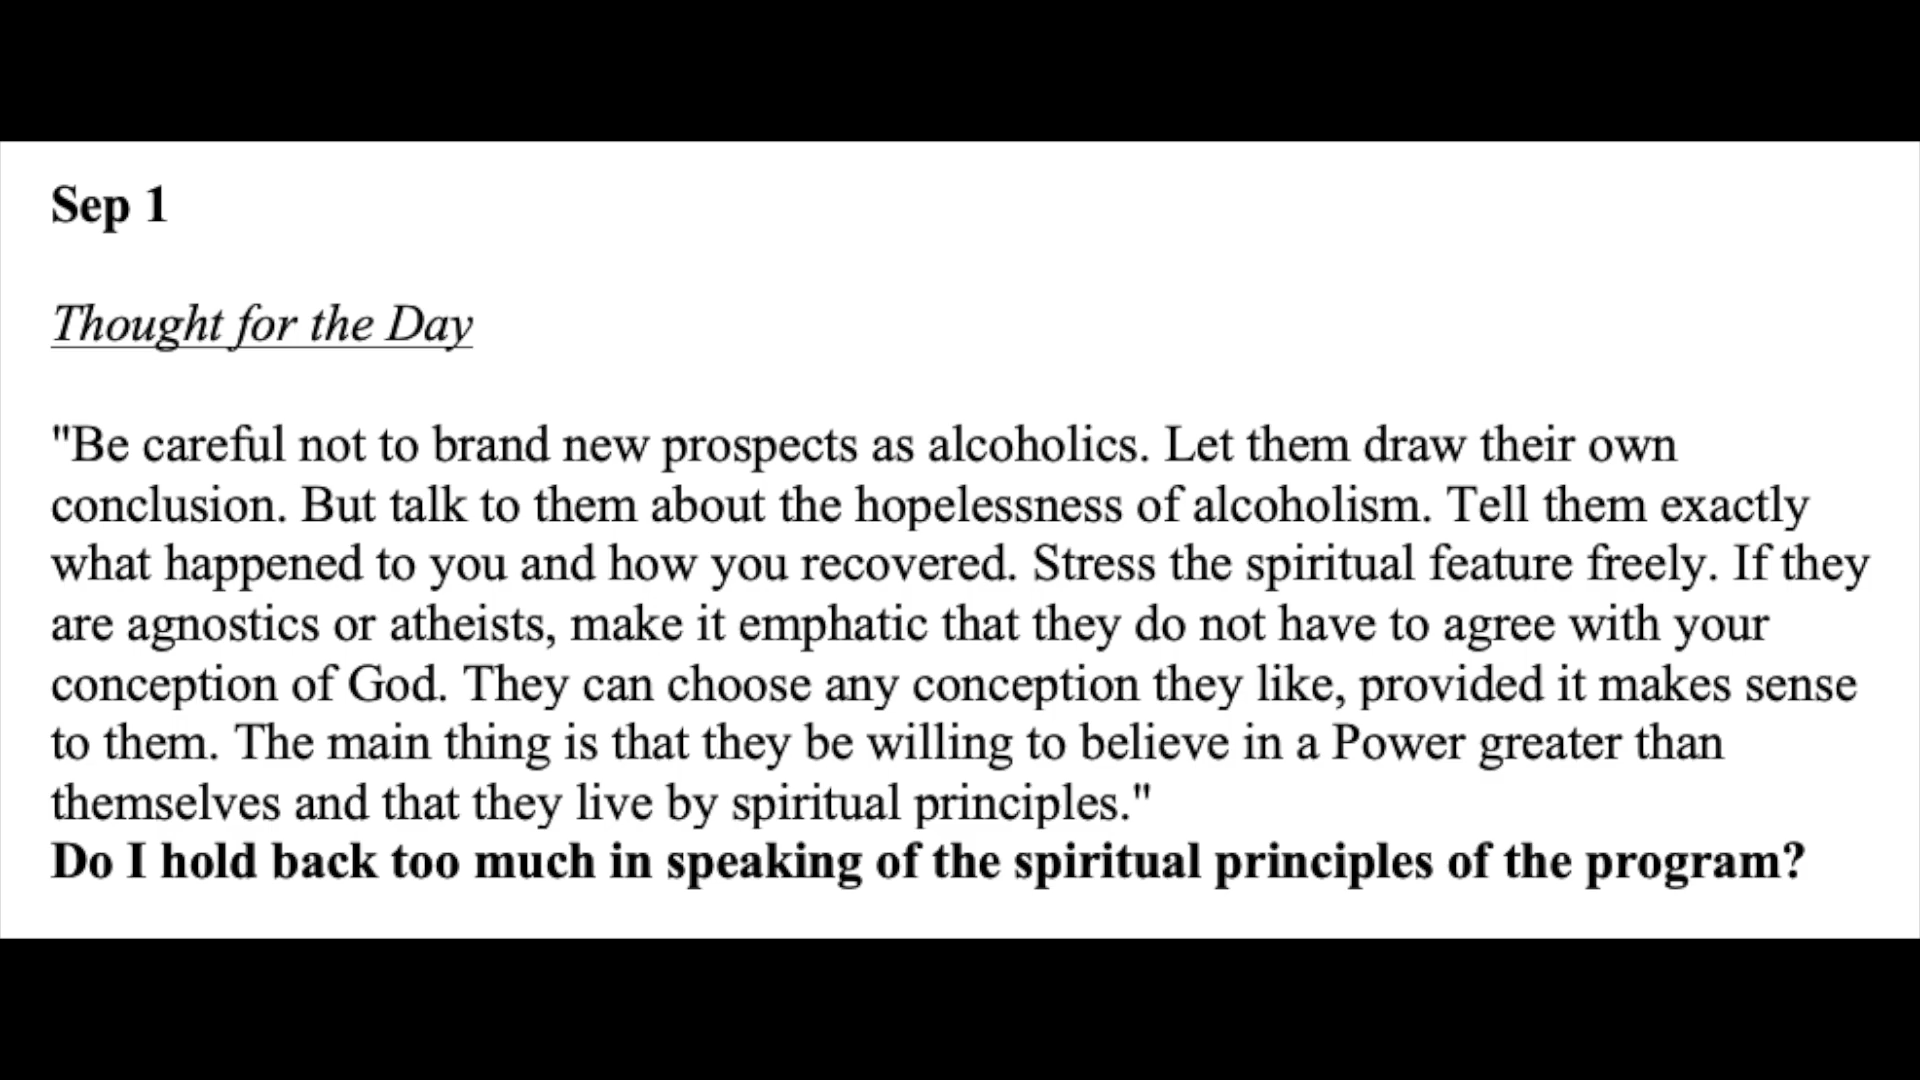 Sep 1
Thought for the Day
"Be careful not to brand new prospects as alcoholics. Let them draw their own
conclusion. But talk to them about the hopelessness of alcoholism. Tell them exactly
what happened to you and how you recovered. Stress the spiritual feature freely. If they
are agnostics or atheists, make it emphatic that they do not have to agree with your
conception of God. They can choose any conception they like, provided it makes sense
to them. The main thing is that they be willing to believe in a Power greater than
themselves and that they live by spiritual principles."
Do I hold back too much in speaking of the spiritual principles of the program?